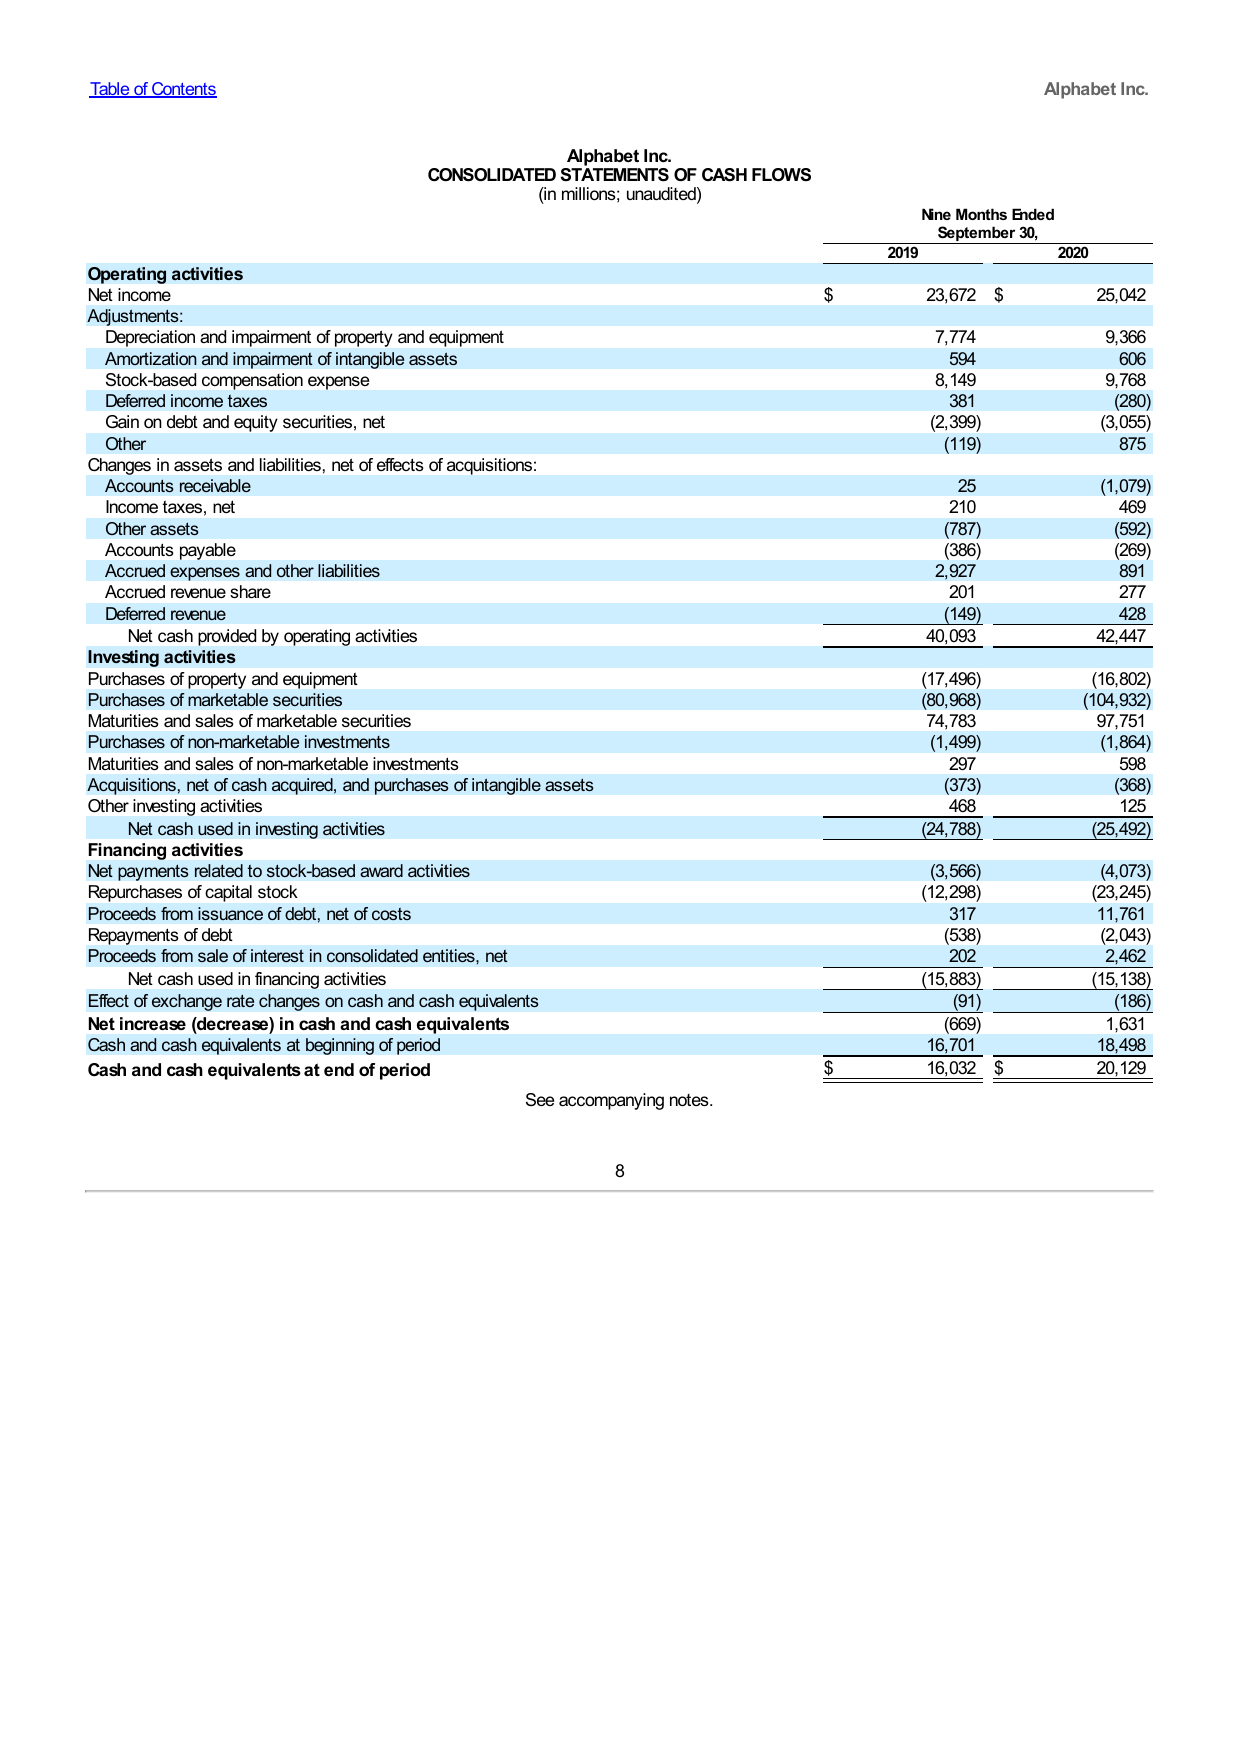 Table of Contents Alphabet Inc.
Alphabet Inc.
CONSOLIDATED STATEMENTS OF CASH FLOWS
(in millions; unaudited)
Nine Months Ended
September 30,
2019 2020
Operating activities
Net income $ 23,672 $ 25,042
Adjustments:
Depreciation and impairment of property and equipment 7,774 9,366
Amortization and impairment of intangible assets 594 606
Stock-based compensation expense 8,149 9,768
Deferred income taxes 381 (280)
Gain on debt and equity securities, net (2,399) (3,055)
Other (119) 875
Changes in assets and liabilities, net of effects of acquisitions:
Accounts receivable 25 (1,079)
Income taxes, net 210 469
Other assets (787) (592)
Accounts payable (386) (269)
Accrued expenses and other liabilities 2,927 891
Accrued revenue share 201 277
Deferred revenue (149) 428
Net cash provided by operating activities 40,093 42,447
Investing activities
Purchases of property and equipment (17,496) (16,802)
Purchases of marketable securities (80,968) (104,932)
Maturities and sales of marketable securities 74,783 97,751
Purchases of non-marketable investments (1,499) (1,864)
Maturities and sales of non-marketable investments 297 598
Acquisitions, net of cash acquired, and purchases of intangible assets (373) (368)
Other investing activities 468 125
Net cash used in investing activities (24,788) (25,492)
Financing activities
Net payments related to stock-based award activities (3,566) (4,073)
Repurchases of capital stock (12,298) (23,245)
Proceeds from issuance of debt, net of costs 317 11,761
Repayments of debt (538) (2,043)
Proceeds from sale of interest in consolidated entities, net 202 2,462
Net cash used in financing activities (15,883) (15,138)
Effect of exchange rate changes on cash and cash equivalents (91) (186)
Net increase (decrease) in cash and cash equivalents (669) 1,631
Cash and cash equivalents at beginning of period 16,701 18,498
Cash and cash equivalents at end of period $ 16,032 $ 20,129
See accompanying notes.
8